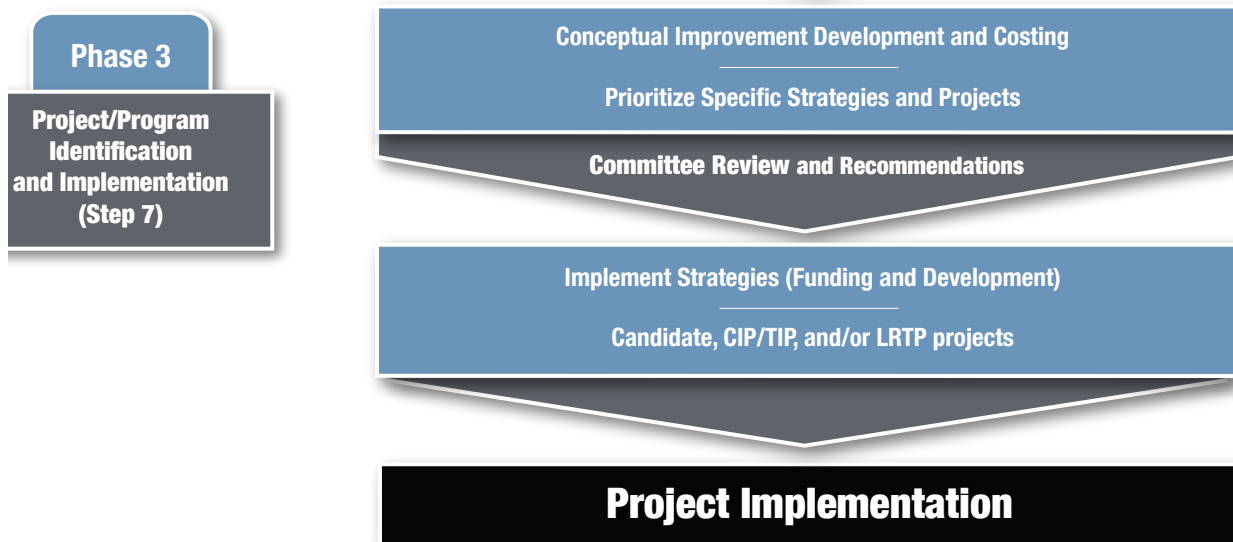 Phase 3
Project/Program
Identification
and Implementation
(Step 7)
Conceptual Improvement Development and Costing
Prioritize Specific Strategies and Projects
Committee Review and Recommendations
Implement Strategies (Funding and Development)
Candidate, CIP/TIP, and/or LRTP projects
Project Implementation